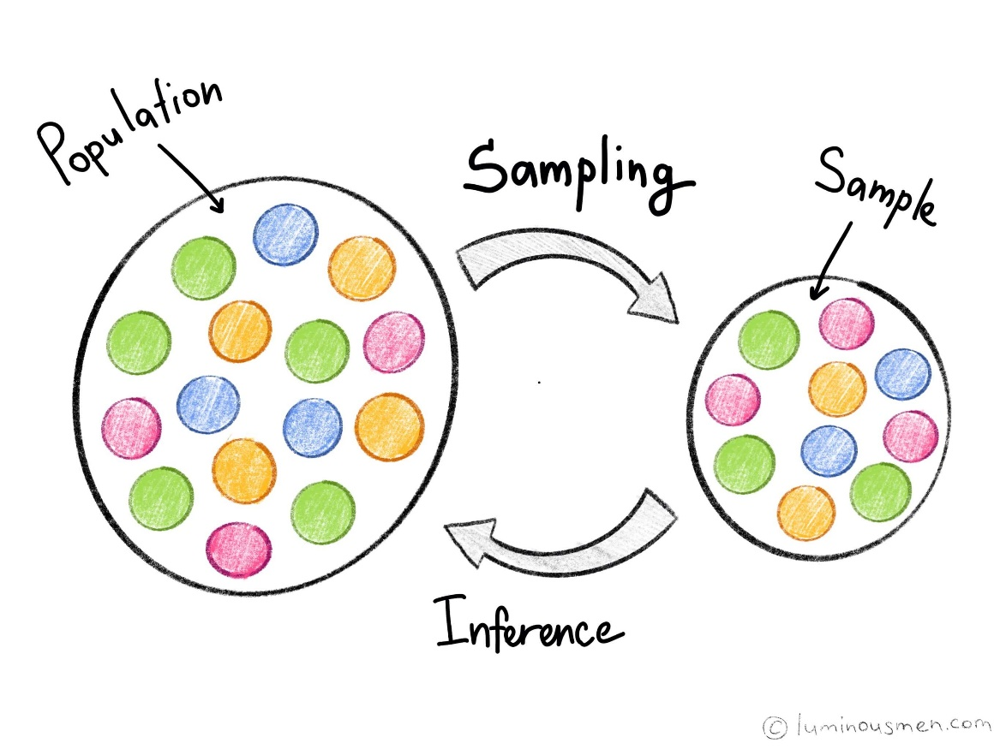 Population
Sampling
Sample
Inference
© luminousmen.com